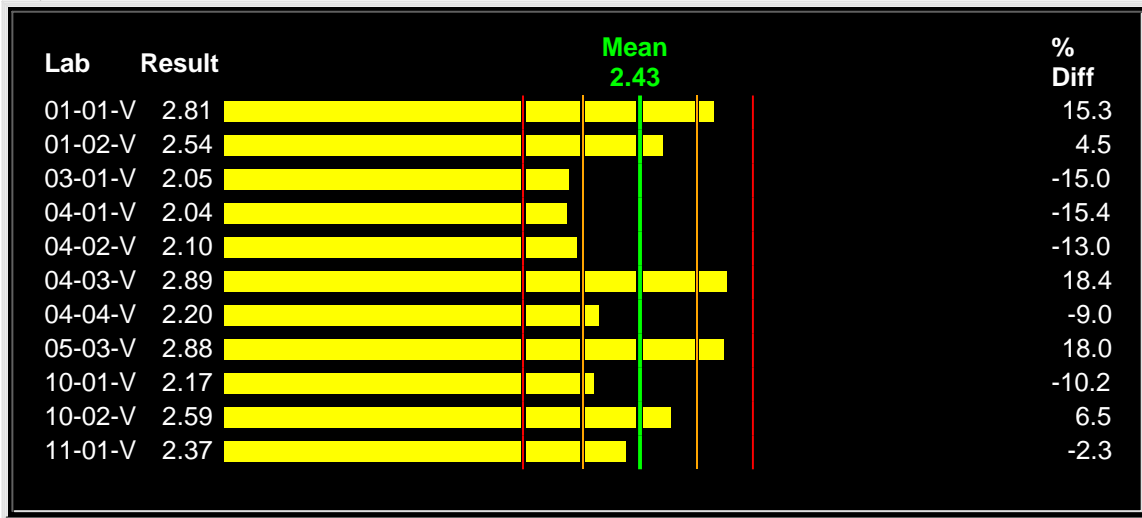 Mean %
Lab Result 2.43 Diff
01-01-V 2.81 15.3
01-02-V 2.54 4.5
03-01-V 2.05 -15.0
04-01-V 2.04 -15.4
04-02-V 2.10 -13.0
04-03-V 2.89 18.4
04-04-V 2.20 -9.0
05-03-V 2.88 18.0
10-01-V 2.17 -10.2
10-02-V 2.59 6.5
11-01-V 2.37 -2.3